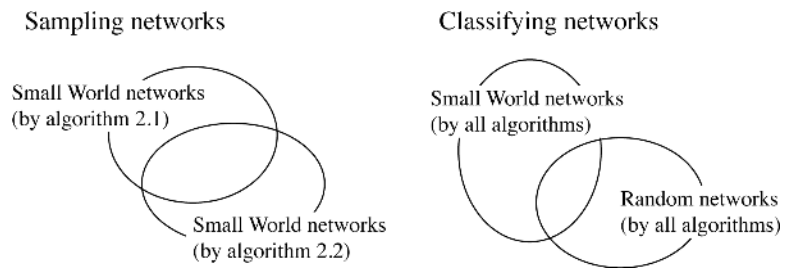 Sampling networks
Small World networks
(by algorithm 2.1)
Small World networks
(by algorithm 2.2)
Classifying networks
Small World networks
(by all algorithms)
Random networks
(by all algorithms)